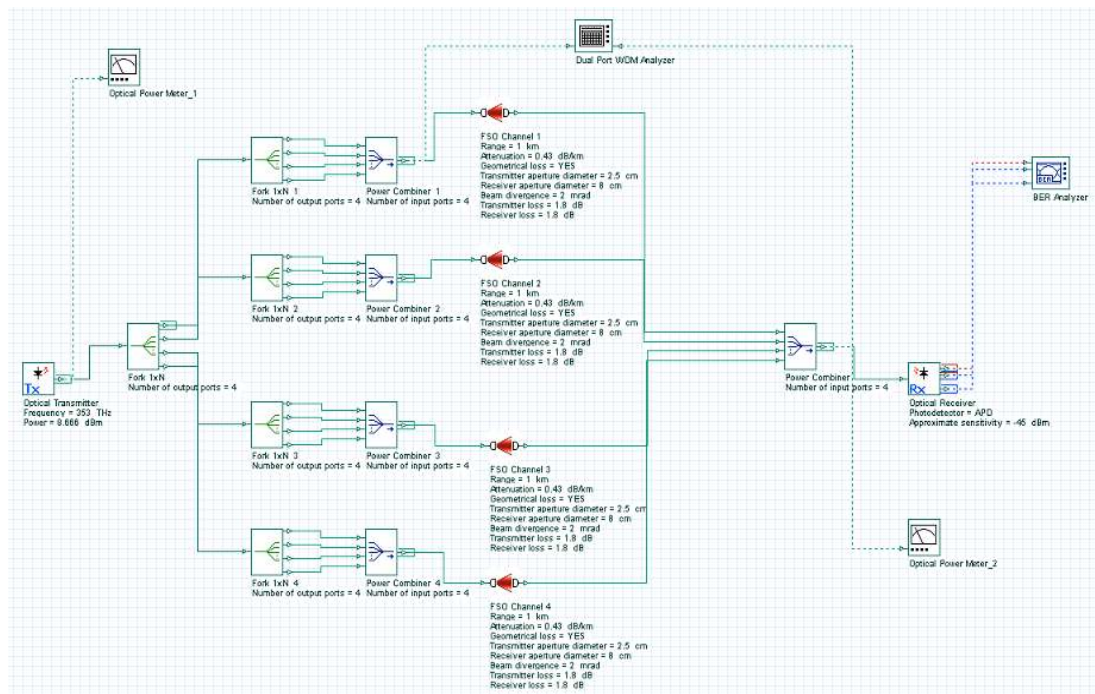 Dual Port WDM Analyzer
Optical Power Meter_1
FSO Channel 1
Range = 1 km
Attenuation = 0.43 dB/km
Geometrical loss = YES
Transmitter aperture diameter = 2.5 cm
Receiver aperture diameter = 8 cm
Beam divergence = 2 mrad
Transmitter loss = 1.8 dB
Receiver loss = 1.8 dB
Fork 1xN 1
Number of output ports = 4
Power Combiner 1
Number of input ports = 4
BER
BER Analyzer
FSO Channel 2
Range = 1 km
Attenuation = 0.43 dB/km
Geometrical loss = YES
Transmitter aperture diameter = 2.5 cm
Receiver aperture diameter = 8 cm
Beam divergence = 2 mrad
Transmitter loss = 1.8 dB
Receiver loss = 1.8 dB
Fork 1xN 2
Number of output ports = 4
Power Combiner 2
Number of input ports = 4
Fork 1xN
Number of output ports = 4
Tx
Optical Transmitter
Frequency = 353 THz
Power = 8.666 dBm
Power Combiner
Number of input ports = 4
Rx
Optical Receiver
Photodetector = APD
Approximate sensitivity = -45 dBm
Fork 1xN 3
Number of output ports = 4
Power Combiner 3
Number of input ports = 4
FSO Channel 3
Range = 1 km
Attenuation = 0.43 dB/km
Geometrical loss = YES
Transmitter aperture diameter = 2.5 cm
Receiver aperture diameter = 8 cm
Beam divergence = 2 mrad
Transmitter loss = 1.8 dB
Receiver loss = 1.8 dB
Optical Power Meter_2
Fork 1xN 4
Number of output ports = 4
Power Combiner 4
Number of input ports = 4
FSO Channel 4
Range = 1 km
Attenuation = 0.43 dB/km
Geometrical loss = YES
Transmitter aperture diameter = 2.5 cm
Receiver aperture diameter = 8 cm
Beam divergence = 2 mrad
Transmitter loss = 1.8 dB
Receiver loss = 1.8 dB